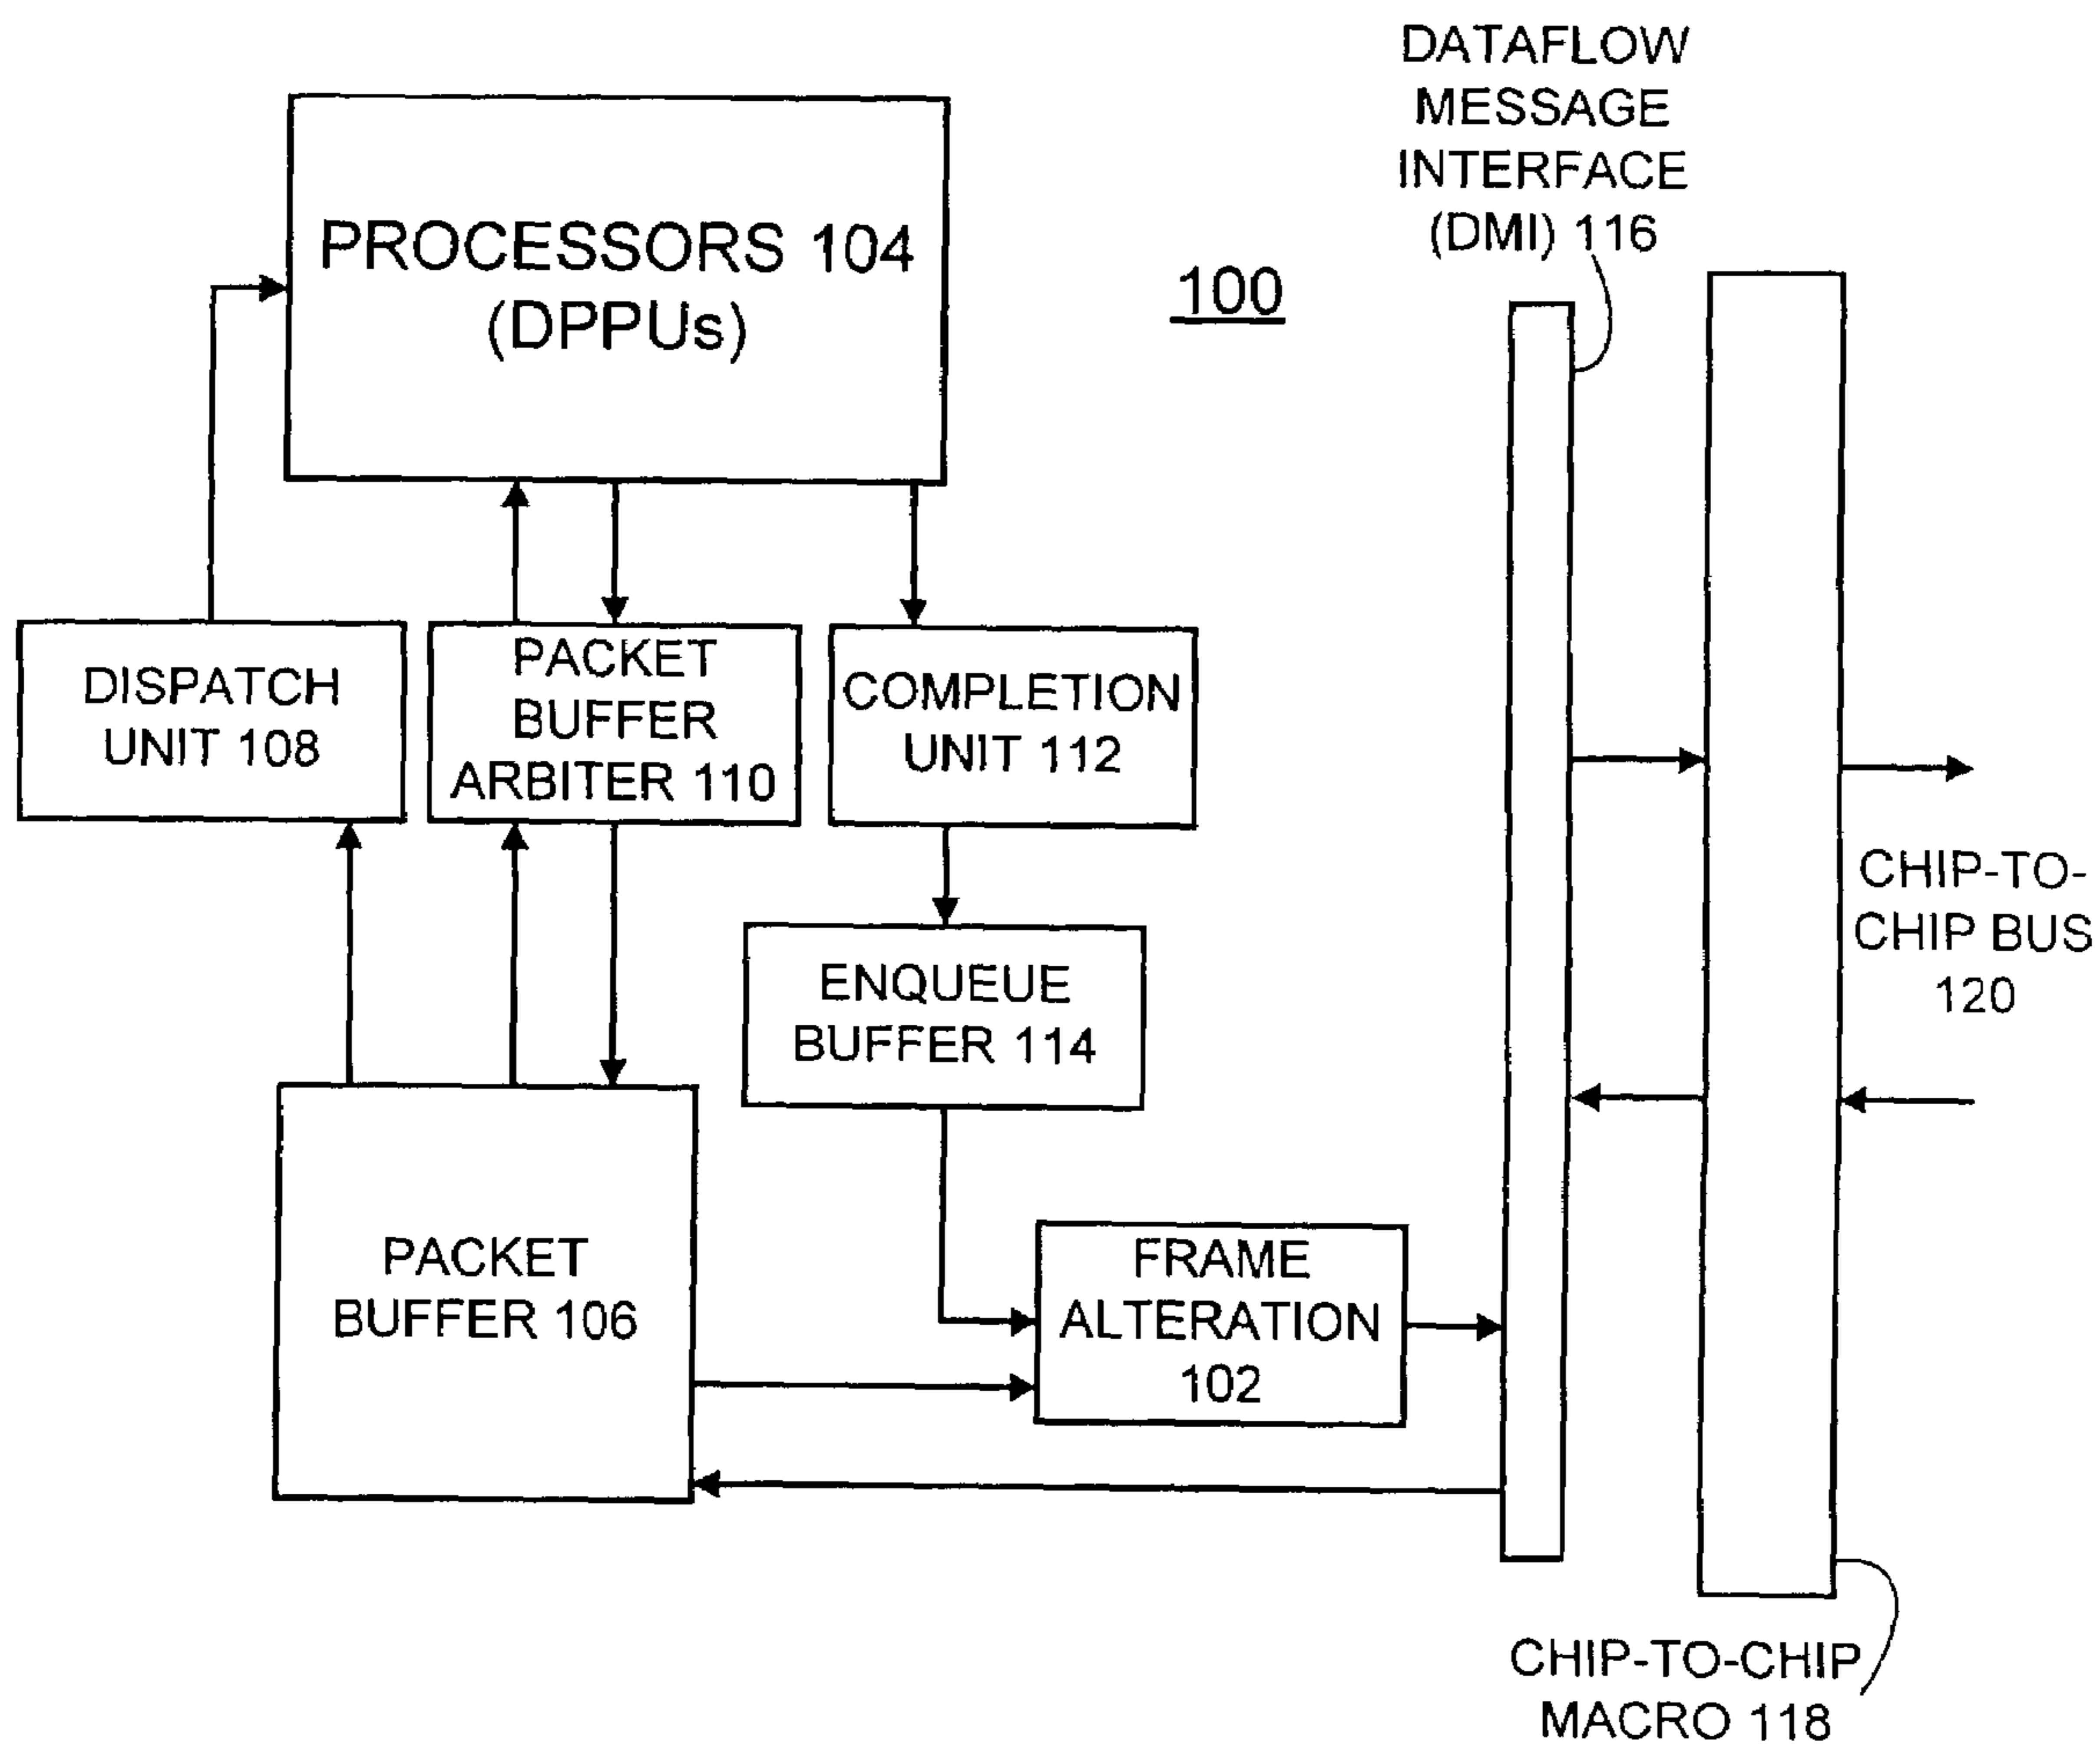 DATAFLOW
MESSAGE
INTERFACE
(DMI) 116
PROCESSORS 104
(DPPUs)
100
DISPATCH
UNIT 108
PACKET
BUFFER
ARBITER 110
COMPLETION
UNIT 112
CHIP-TO-
CHIP BUS
120
ENQUEUE
BUFFER 114
PACKET
BUFFER 106
FRAME
ALTERATION
102
CHIP-TO-CHIP
MACRO 118